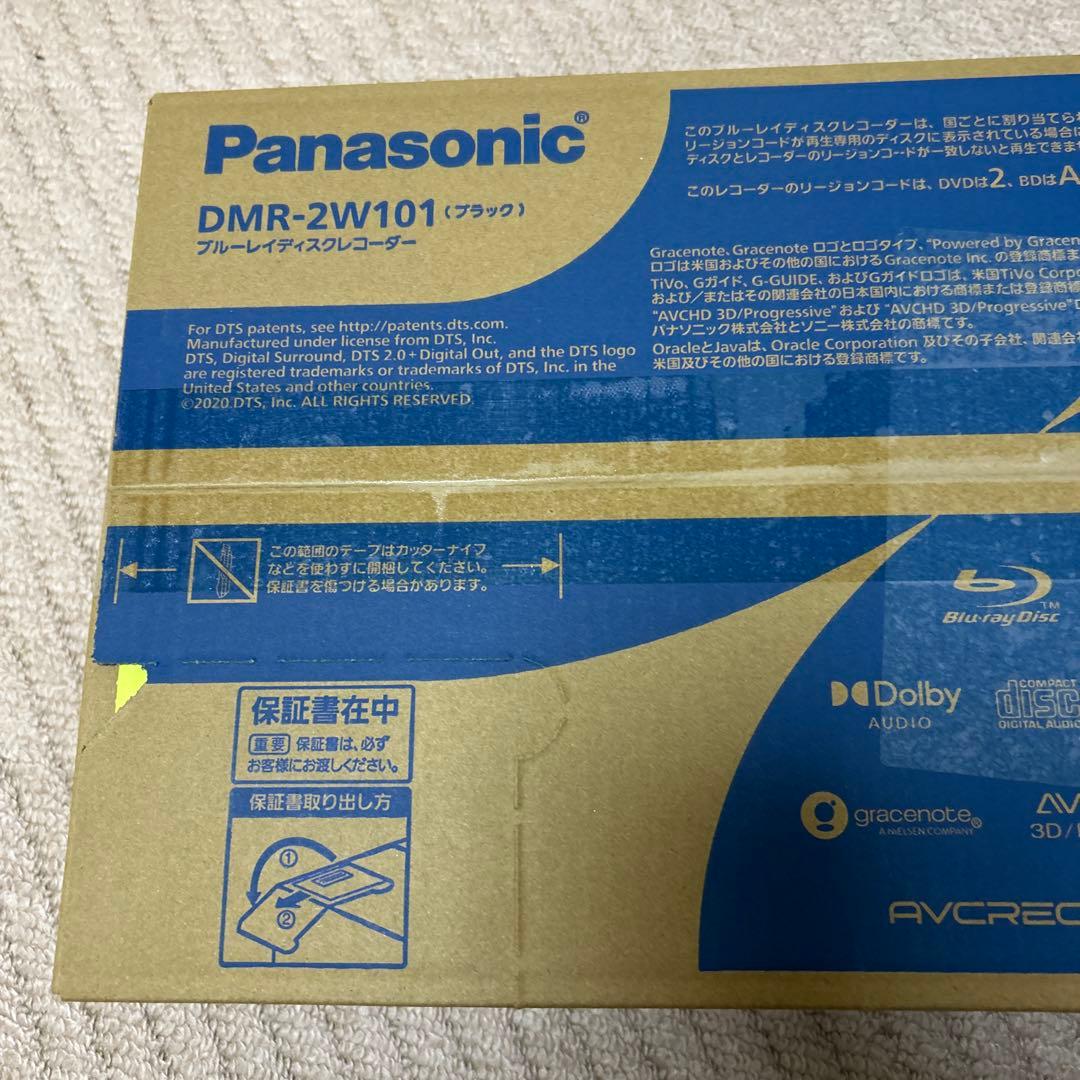 Panasonic®
DMR-2W101（ブラック）
ブルーレイディスクレコーダー
For DTS patents, see http://patents.dts.com.
Manufactured under license from DTS, Inc.
DTS, Digital Surround, DTS 2.0+Digital Out, and the DTS logo
are registered trademarks or trademarks of DTS, Inc. in the
United States and other countries.
©2020 DTS, Inc. ALL RIGHTS RESERVED.
このブルーレイディスクレコーダーは、国ごとに割り当てら
リージョンコードが再生専用のディスクに表示されている場合
ディスクとレコーダーのリージョンコードが一致しないと再生できま
このレコーダーのリージョンコードは、DVDは2、BDはA
Gracenote、Gracenote ロゴとロゴタイプ、"Powered by Gracen
ロゴは米国およびその他の国におけるGracenote Inc. の登録商標ま
TiVo、Gガイド、G-GUIDE、およびGガイドロゴは、米国TiVo Corpo
および／またはその関連会社の日本国内における商標または登録商標
"AVCHD 3D/Progressive" および "AVCHD 3D/Progressive"
パナソニック株式会社とソニー株式会社の商標です。
OracleとJavaは、Oracle Corporation 及びその子会社、関連会
米国及びその他の国における登録商標です。
この範囲のテープはカッターナイフ
などを使わずに開梱してください。
保証書を傷つける場合があります。
保証書在中
重要 保証書は、必ず
お客様にお渡しください。
保証書取り出し方
①
②
Blu-ray Disc TM
Dolby
AUDIO
COMPACT
disc
DIGITAL AUDIO
gracenote®
A NIELSEN COMPANY
AV
3D/
AVCREC